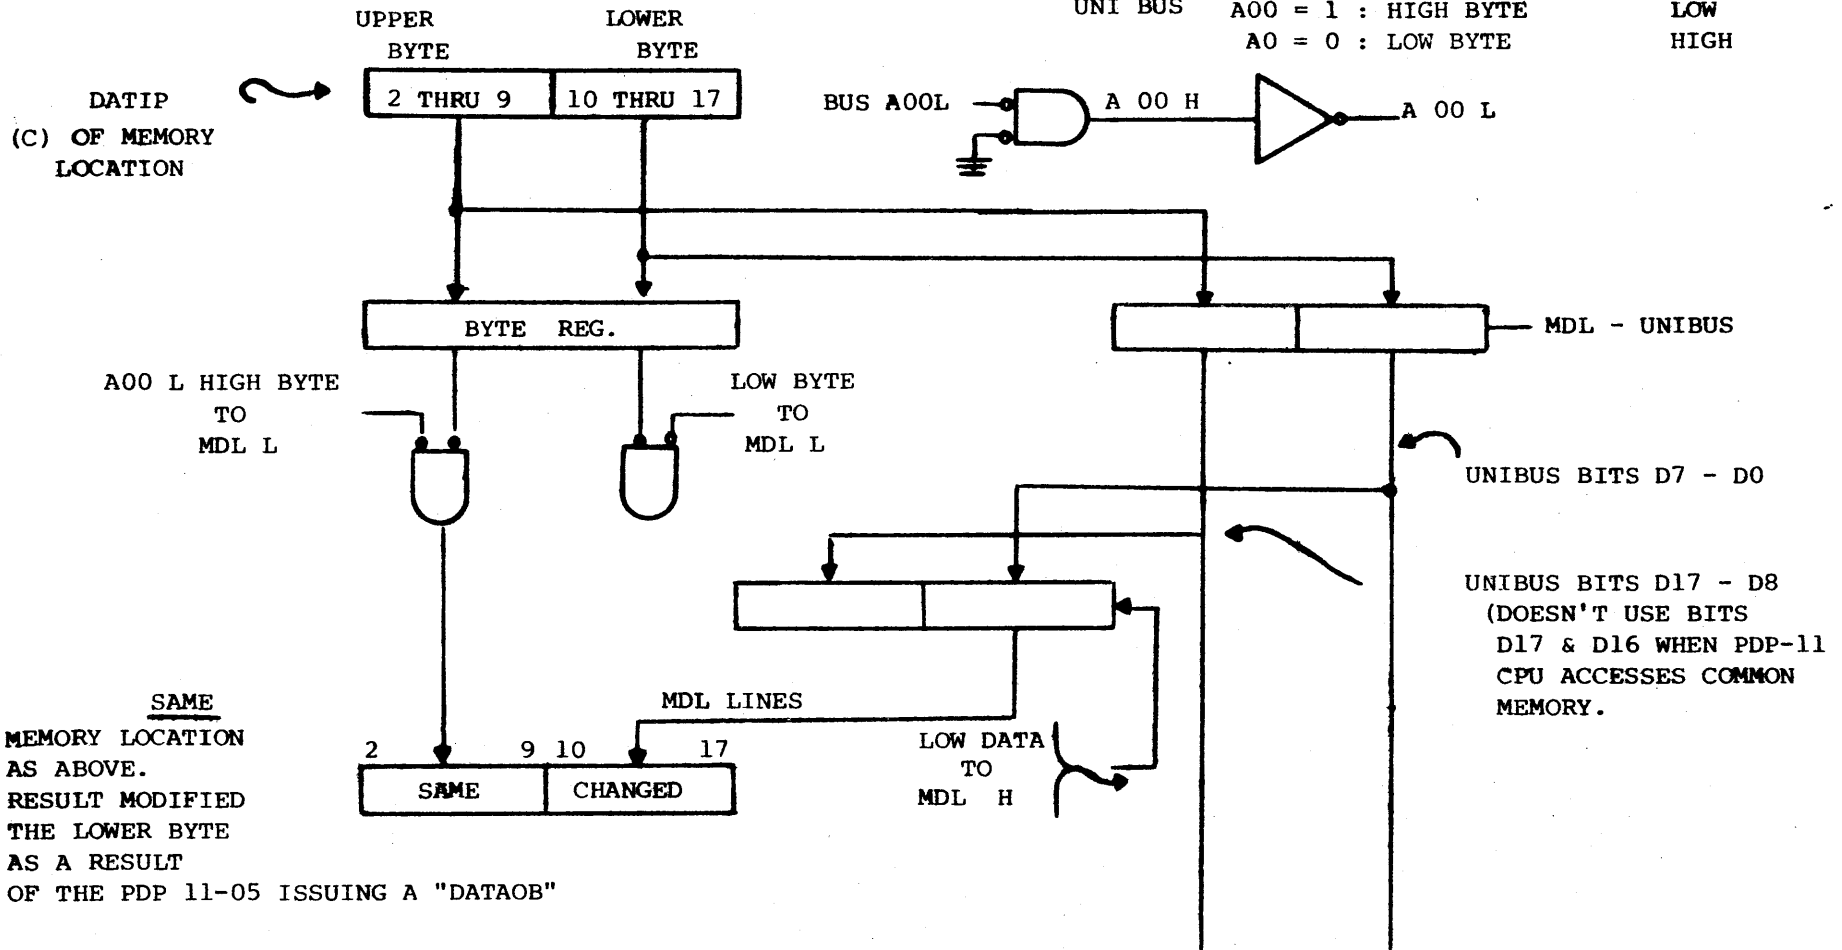 UPPER
BYTE
LOWER
BYTE
UNI BUS A00 = 1 : HIGH BYTE LOW
A0 = 0 : LOW BYTE HIGH
DATIP
(C) OF MEMORY
LOCATION
2 THRU 9
10 THRU 17
BUS A00L
A 00 H
A 00 L
BYTE REG.
MDL - UNIBUS
A00 L HIGH BYTE
TO
MDL L
LOW BYTE
TO
MDL L
UNIBUS BITS D7 - D0
UNIBUS BITS D17 - D8
(DOESN'T USE BITS
D17 & D16 WHEN PDP-11
CPU ACCESSES COMMON
MEMORY.
MDL LINES
LOW DATA
TO
MDL H
SAME
MEMORY LOCATION
AS ABOVE.
RESULT MODIFIED
THE LOWER BYTE
AS A RESULT
OF THE PDP 11-05 ISSUING A "DATAOB"
2 9 10 17
SAME
CHANGED